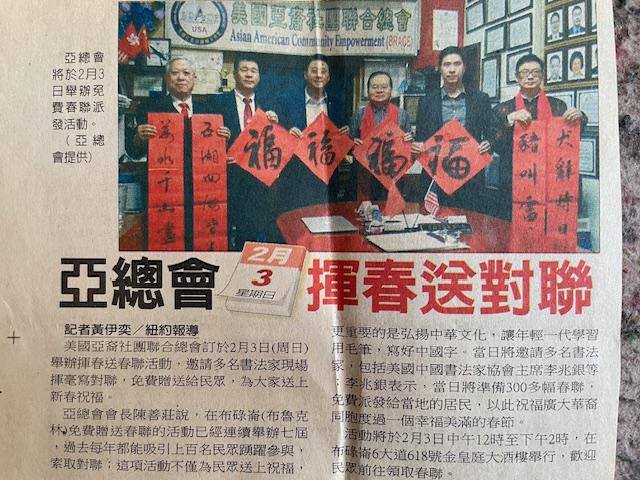 美國亞裔社團聯合總會
USA
Asian American Community Empowerment (BRACE)
亞總會
將於2月3
日舉辦免
費春聯派
發活動。
（亞總
會提供）
五湖四海皆春
萬水千山盡
福
福
福
福
亞總會
2月
3
星期日
揮春送對聯
記者黃伊奕／紐約報導
美國亞裔社團聯合總會訂於2月3日(周日)
舉辦揮春送春聯活動，邀請多名書法家現場
揮毫寫對聯，免費贈送給民眾，為大家送上
新春祝福。
亞總會會長陳善莊說，在布碌崙(布魯克
林)免費贈送春聯的活動已經連續舉辦七屆，
過去每年都能吸引上百名民眾踴躍參與，
索取對聯；這項活動不僅為民眾送上祝福，
更重要的是弘揚中華文化，讓年輕一代學習
用毛筆，寫好中國字。當日將邀請多名書法
家，包括美國中國書法家協會主席李兆銀等
。李兆銀表示，當日將準備300多幅春聯，
免費派發給當地的居民，以此祝福廣大華裔
同胞度過一個幸福美滿的春節。
活動將於2月3日中午12時至下午2時，在
布碌崙6大道618號金皇庭大酒樓舉行，歡迎
民眾前往領取春聯。